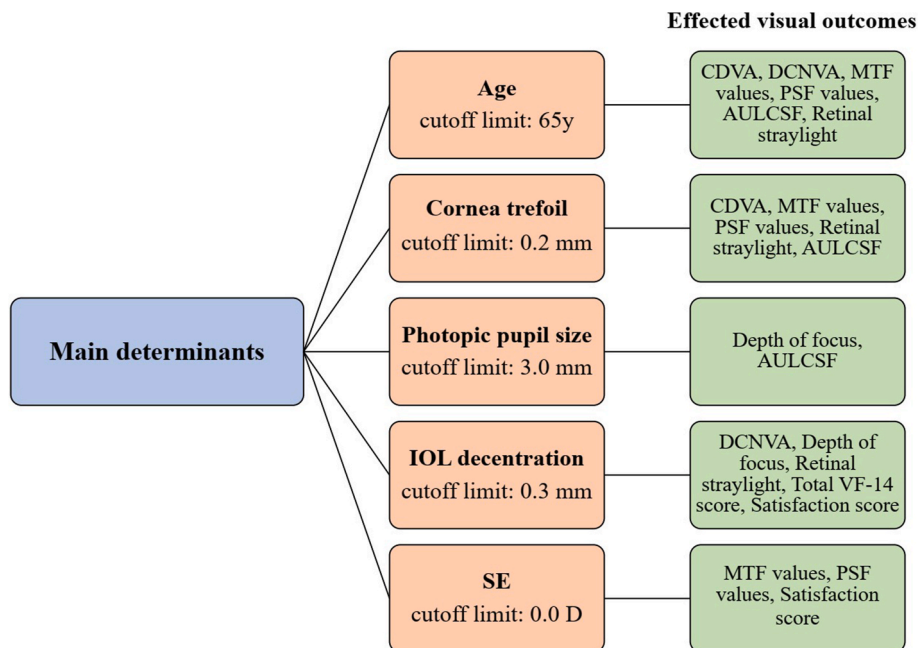 Effected visual outcomes
Main determinants
Age
cutoff limit: 65y
CDVA, DCNVA, MTF
values, PSF values,
AULCSF, Retinal
straylight
Cornea trefoil
cutoff limit: 0.2 mm
CDVA, MTF values,
PSF values, Retinal
straylight, AULCSF
Photopic pupil size
cutoff limit: 3.0 mm
Depth of focus,
AULCSF
IOL decentration
cutoff limit: 0.3 mm
DCNVA, Depth of
focus, Retinal
straylight, Total VF-14
score, Satisfaction score
SE
cutoff limit: 0.0 D
MTF values, PSF
values, Satisfaction
score